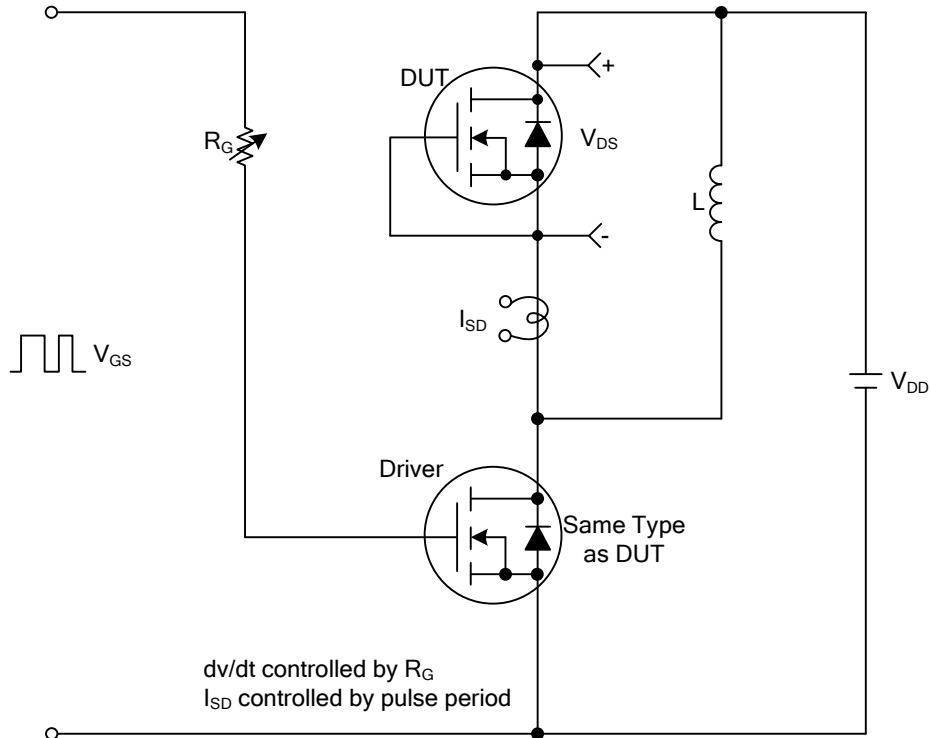 DUT
+
R_G
V_DS
L
-
I_SD
V_GS
V_DD
Driver
Same Type
as DUT
dv/dt controlled by R_G
I_SD controlled by pulse period